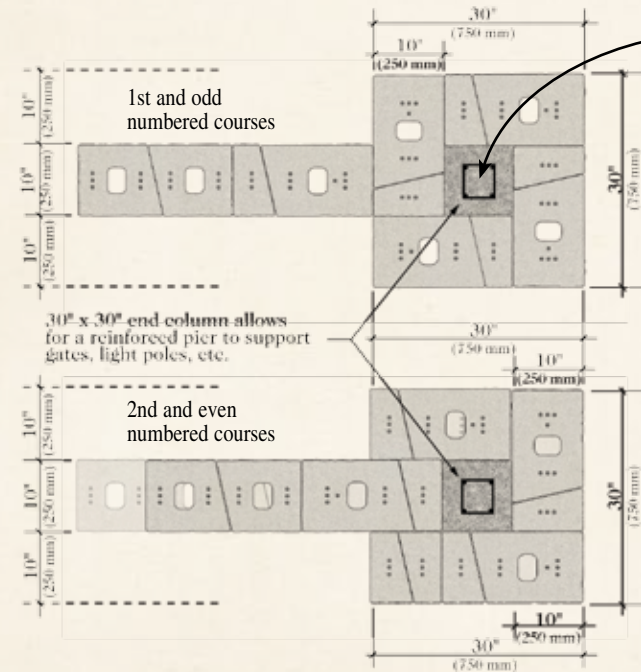 30"
(750 mm)
10"
(250 mm)
1st and odd
numbered courses
10"
(250 mm)
10"
(250 mm)
10"
(250 mm)
30"
(750 mm)
30" x 30" end column allows
for a reinforced pier to support
gates, light poles, etc.
30"
(750 mm)
10"
(250 mm)
2nd and even
numbered courses
10"
(250 mm)
10"
(250 mm)
10"
(250 mm)
30"
(750 mm)
10"
(250 mm)
30"
(750 mm)